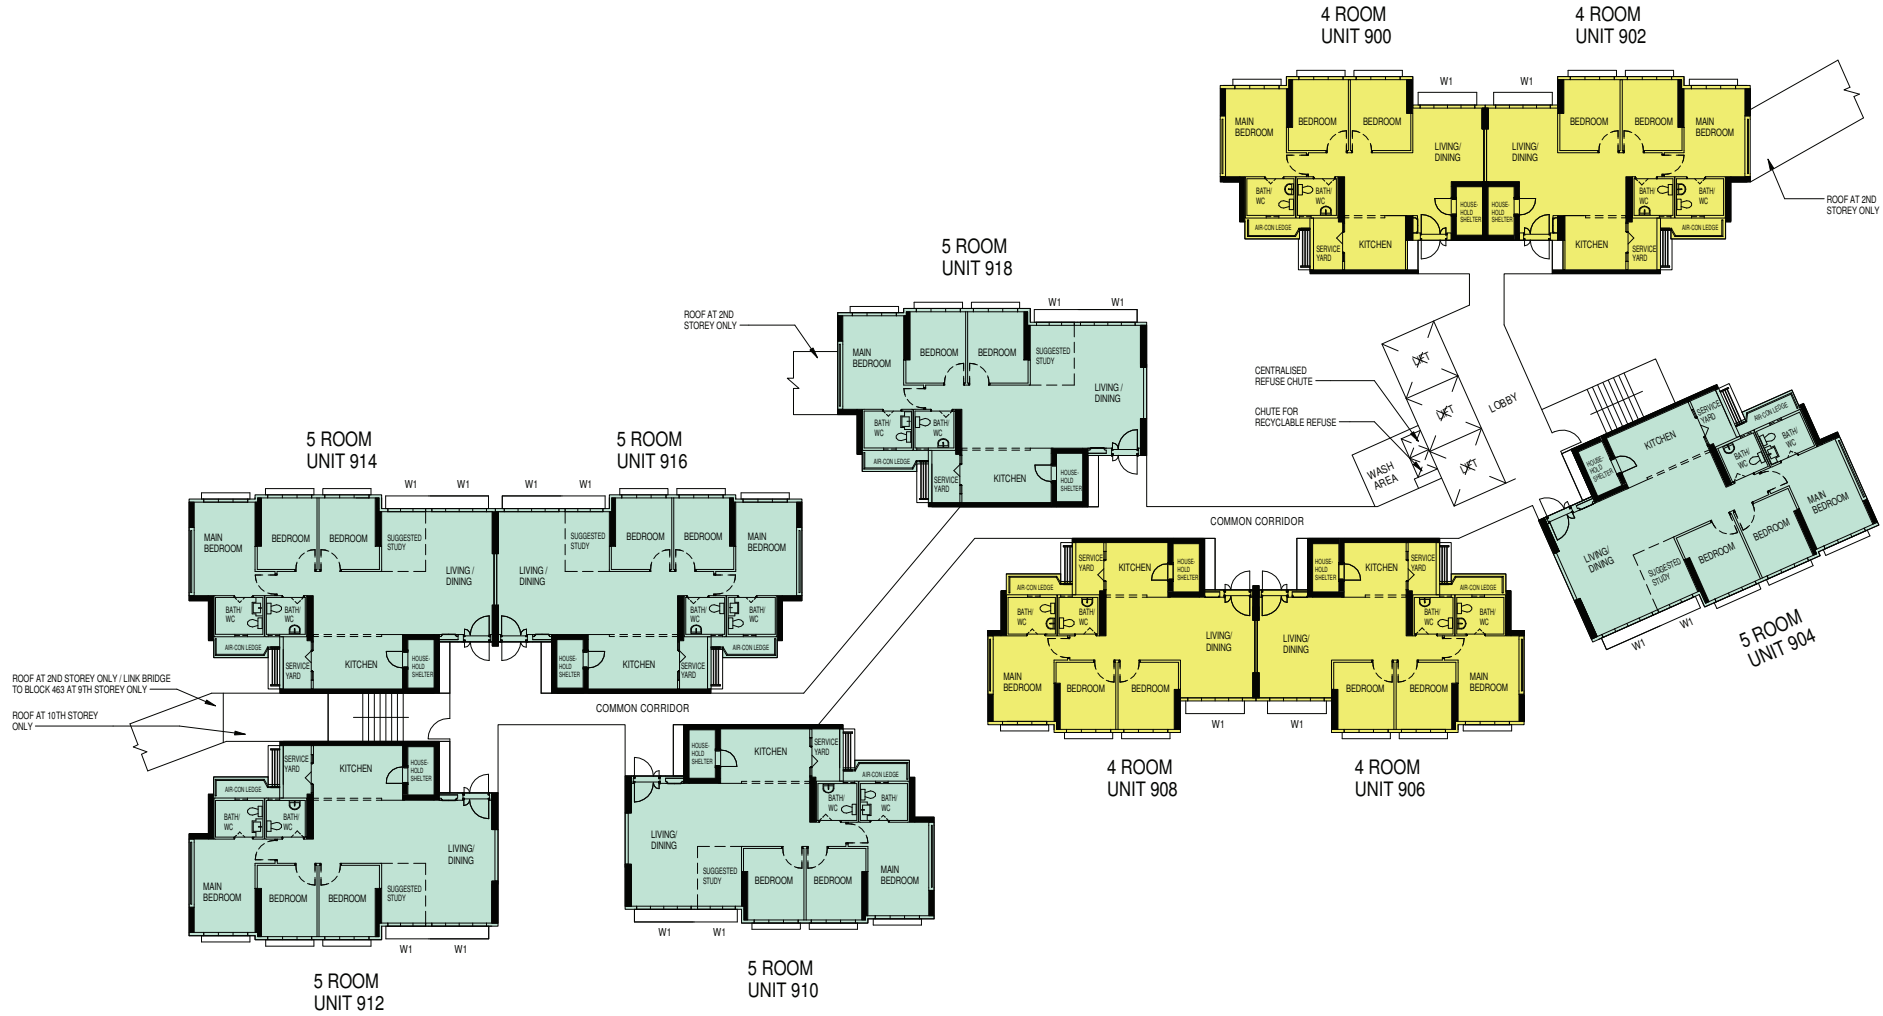 4 ROOM
UNIT 900
4 ROOM
UNIT 902
W1
W1
MAIN
BEDROOM
BEDROOM
BEDROOM
LIVING/
DINING
LIVING/
DINING
BEDROOM
BEDROOM
MAIN
BEDROOM
BATH/
WC
BATH/
WC
HOUSE-
HOLD
SHELTER
HOUSE-
HOLD
SHELTER
BATH/
WC
BATH/
WC
AIR-CON LEDGE
SERVICE
YARD
KITCHEN
KITCHEN
SERVICE
YARD
AIR-CON LEDGE
ROOF AT 2ND
STOREY ONLY
5 ROOM
UNIT 918
W1
W1
ROOF AT 2ND
STOREY ONLY
MAIN
BEDROOM
BEDROOM
BEDROOM
SUGGESTED
STUDY
LIVING /
DINING
BATH/
WC
BATH/
WC
AIR-CON LEDGE
SERVICE
YARD
KITCHEN
HOUSE-
HOLD
SHELTER
CENTRALISED
REFUSE CHUTE
CHUTE FOR
RECYCLABLE REFUSE
LIFT
LIFT
LIFT
LOBBY
WASH
AREA
COMMON CORRIDOR
SERVICE
YARD
AIR-CON LEDGE
KITCHEN
BATH/
WC
BATH/
WC
HOUSE-
HOLD
SHELTER
MAIN
BEDROOM
BEDROOM
BEDROOM
LIVING/
DINING
SUGGESTED
STUDY
W1
W1
5 ROOM
UNIT 904
5 ROOM
UNIT 914
5 ROOM
UNIT 916
W1
W1
W1
W1
MAIN
BEDROOM
BEDROOM
BEDROOM
SUGGESTED
STUDY
LIVING /
DINING
LIVING /
DINING
SUGGESTED
STUDY
BEDROOM
BEDROOM
MAIN
BEDROOM
BATH/
WC
BATH/
WC
BATH/
WC
BATH/
WC
AIR-CON LEDGE
SERVICE
YARD
KITCHEN
HOUSE-
HOLD
SHELTER
HOUSE-
HOLD
SHELTER
KITCHEN
SERVICE
YARD
AIR-CON LEDGE
SERVICE
YARD
KITCHEN
HOUSE-
HOLD
SHELTER
HOUSE-
HOLD
SHELTER
KITCHEN
SERVICE
YARD
AIR-CON LEDGE
AIR-CON LEDGE
BATH/
WC
BATH/
WC
BATH/
WC
BATH/
WC
LIVING/
DINING
LIVING/
DINING
MAIN
BEDROOM
BEDROOM
BEDROOM
BEDROOM
BEDROOM
MAIN
BEDROOM
W1
W1
4 ROOM
UNIT 908
4 ROOM
UNIT 906
ROOF AT 2ND STOREY ONLY / LINK BRIDGE
TO BLOCK 463 AT 9TH STOREY ONLY
ROOF AT 10TH STOREY
ONLY
COMMON CORRIDOR
SERVICE
YARD
KITCHEN
HOUSE-
HOLD
SHELTER
AIR-CON LEDGE
BATH/
WC
BATH/
WC
LIVING/
DINING
MAIN
BEDROOM
BEDROOM
BEDROOM
SUGGESTED
STUDY
W1
W1
5 ROOM
UNIT 912
HOUSE-
HOLD
SHELTER
KITCHEN
SERVICE
YARD
AIR-CON LEDGE
BATH/
WC
BATH/
WC
LIVING/
DINING
SUGGESTED
STUDY
BEDROOM
BEDROOM
MAIN
BEDROOM
W1
W1
5 ROOM
UNIT 910